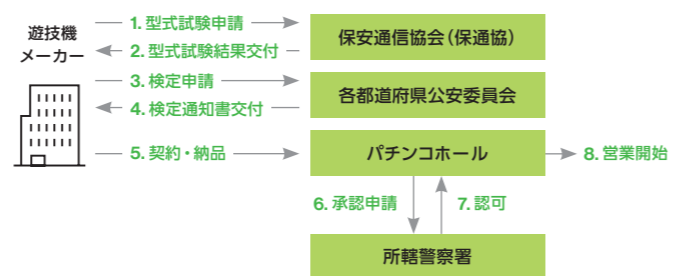 遊技機
メーカー
1. 型式試験申請
2. 型式試験結果交付
保安通信協会（保通協）
3. 検定申請
4. 検定通知書交付
各都道府県公安委員会
5. 契約・納品
パチンコホール
8. 営業開始
6. 承認申請
7. 認可
所轄警察署